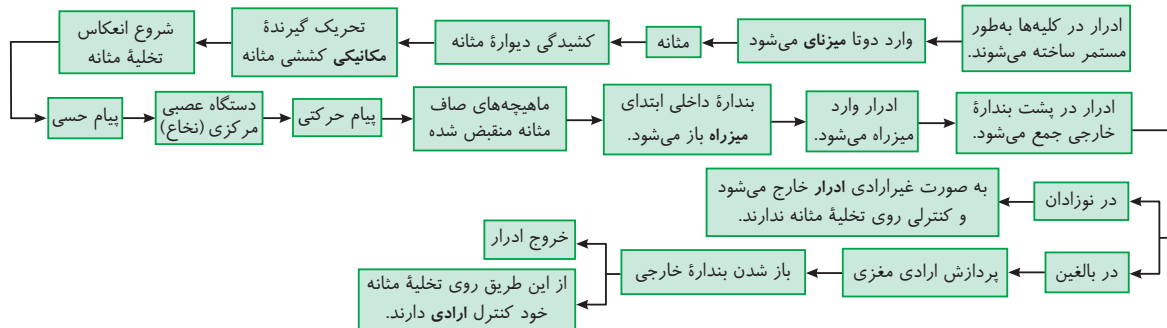 ادرار در کلیه‌ها به‌طور
مستمر ساخته می‌شوند.
وارد دوتا میزنای می‌شود
مثانه
کشیدگی دیوارهٔ مثانه
تحریک گیرندهٔ
مکانیکی کششی مثانه
شروع انعکاس
تخلیهٔ مثانه
پیام حسی
دستگاه عصبی
مرکزی (نخاع)
پیام حرکتی
ماهیچه‌های صاف
مثانه منقبض شده
بندارهٔ داخلی ابتدای
میزراه باز می‌شود.
ادرار وارد
میزراه می‌شود.
ادرار در پشت بندارهٔ
خارجی جمع می‌شود.
در نوزادان
به صورت غیرارادی ادرار خارج می‌شود
و کنترلی روی تخلیهٔ مثانه ندارند.
در بالغین
پردازش ارادی مغزی
باز شدن بندارهٔ خارجی
خروج ادرار
از این طریق روی تخلیهٔ مثانه
خود کنترل ارادی دارند.